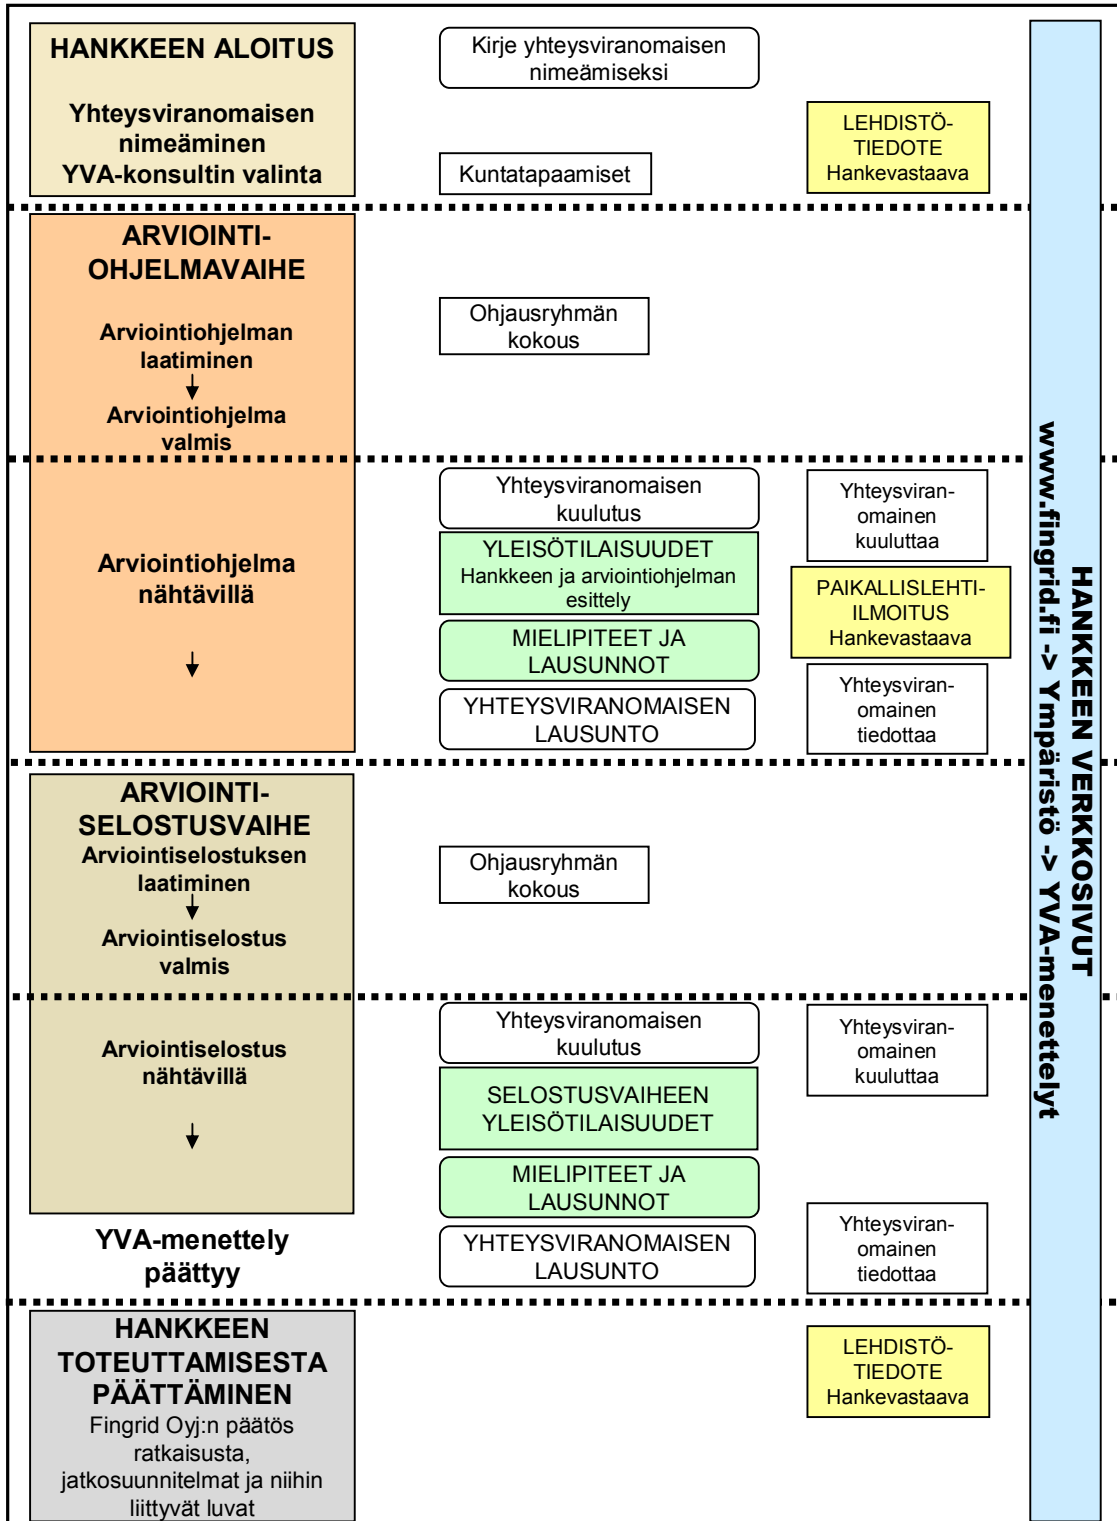 HANKKEEN ALOITUS
Yhteysviranomaisen
nimeäminen
YVA-konsultin valinta
Kirje yhteysviranomaisen
nimeämiseksi
Kuntatapaamiset
LEHDISTÖ-
TIEDOTE
Hankevastaava
ARVIOINTI-
OHJELMAVAIHE
Arviointiohjelman
laatiminen
Arviointiohjelma
valmis
Ohjausryhmän
kokous
Arviointiohjelma
nähtävillä
Yhteysviranomaisen
kuulutus
YLEISÖTILAISUUDET
Hankkeen ja arviointiohjelman
esittely
MIELIPITEET JA
LAUSUNNOT
YHTEYSVIRANOMAISEN
LAUSUNTO
Yhteysviran-
omainen
kuuluttaa
PAIKALLISLEHTI-
ILMOITUS
Hankevastaava
Yhteysviran-
omainen
tiedottaa
ARVIOINTI-
SELOSTUSVAIHE
Arviointiselostuksen
laatiminen
Arviointiselostus
valmis
Ohjausryhmän
kokous
Arviointiselostus
nähtävillä
Yhteysviranomaisen
kuulutus
SELOSTUSVAIHEEN
YLEISÖTILAISUUDET
MIELIPITEET JA
LAUSUNNOT
YHTEYSVIRANOMAISEN
LAUSUNTO
Yhteysviran-
omainen
kuuluttaa
Yhteysviran-
omainen
tiedottaa
YVA-menettely
päättyy
HANKKEEN
TOTEUTTAMISESTA
PÄÄTTÄMINEN
Fingrid Oyj:n päätös
ratkaisusta,
jatkosuunnitelmat ja niihin
liittyvät luvat
LEHDISTÖ-
TIEDOTE
Hankevastaava
HANKKEEN VERKKOSIVUT
www.fingrid.fi -> Ympäristö -> YVA-menettelyt